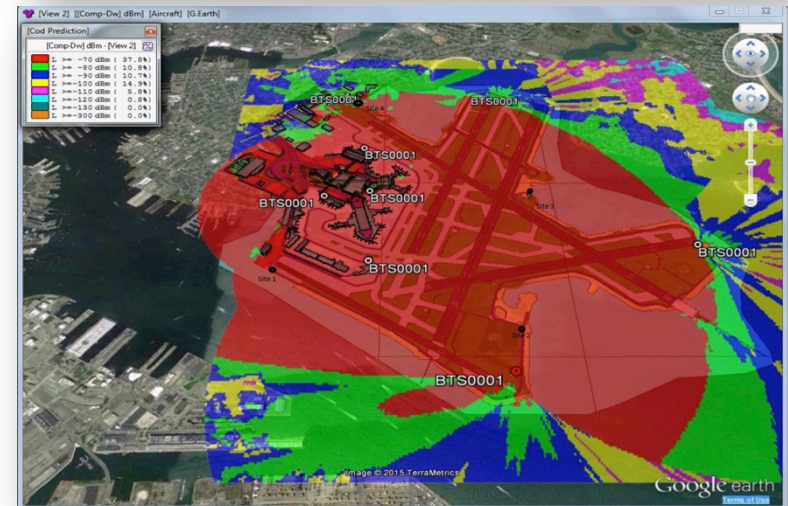 [View 2] [[Comp-Dw] dBm] [Aircraft] [G.Earth]
[Cod Prediction]
[Comp-Dw] dBm - [View 2]
L >= -70 dBm ( 37.8%)
L >= -80 dBm ( 10.8%)
L >= -90 dBm ( 10.7%)
L >=-100 dBm ( 14.9%)
L >=-110 dBm ( 5.8%)
L >=-120 dBm ( 0.8%)
L >=-130 dBm ( 0.0%)
L >=-300 dBm ( 0.0%)
BTS0001
BTS0001
Site 4
BTS0001
BTS0001
BTS0001
Site 3
BTS0001
BTS0001
Site 1
Site 2
BTS0001
Image © 2015 TerraMetrics
Google earth
Terms of Use